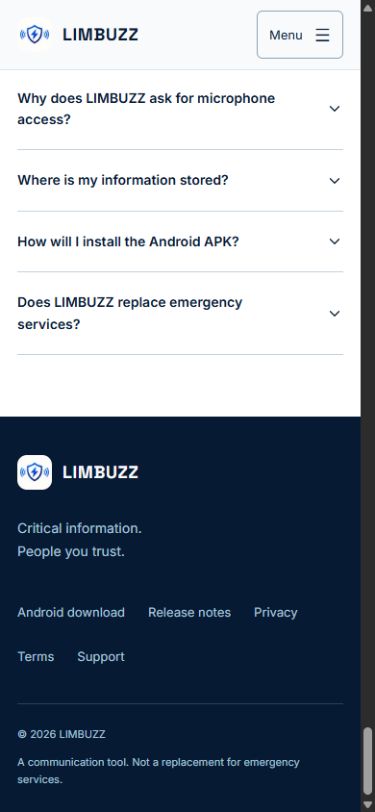 LIMBUZZ
Menu
Why does LIMBUZZ ask for microphone
access?
Where is my information stored?
How will I install the Android APK?
Does LIMBUZZ replace emergency
services?
LIMBUZZ
Critical information.
People you trust.
Android download Release notes Privacy
Terms Support
© 2026 LIMBUZZ
A communication tool. Not a replacement for emergency
services.